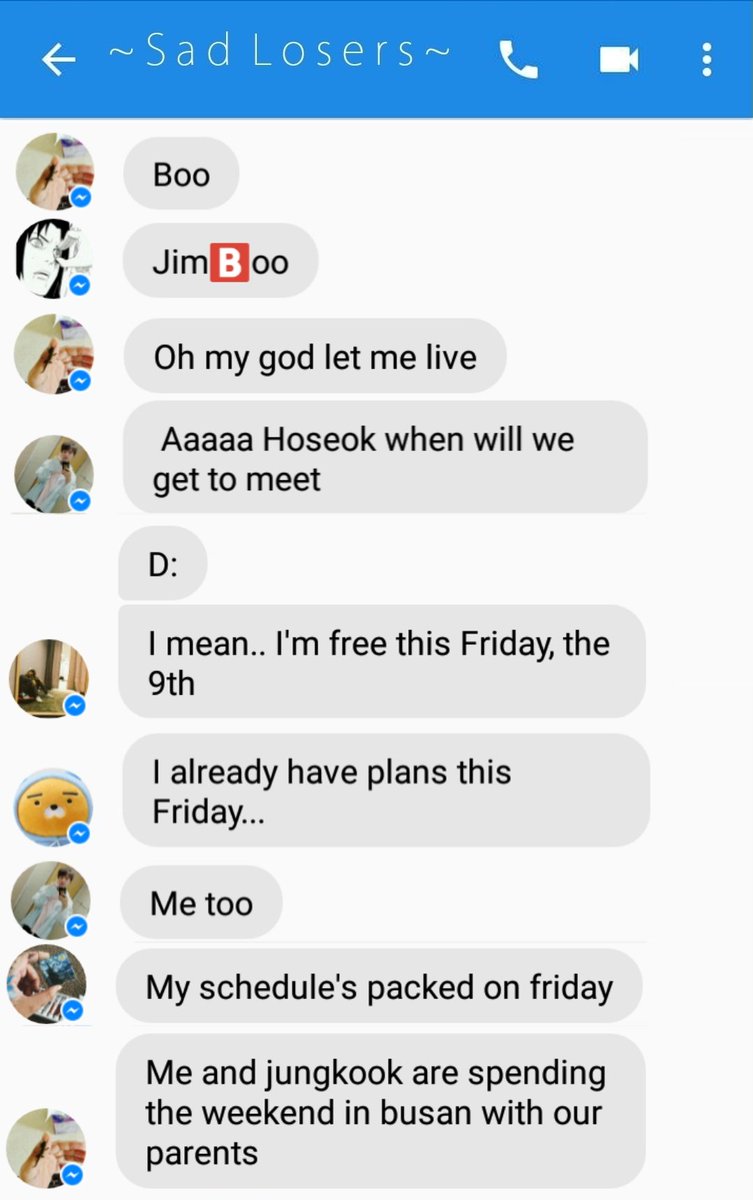 ~Sad Losers~
Boo
Jim🅱️oo
Oh my god let me live
Aaaaa Hoseok when will we
get to meet
D:
I mean.. I'm free this Friday, the
9th
I already have plans this
Friday...
Me too
My schedule's packed on friday
Me and jungkook are spending
the weekend in busan with our
parents